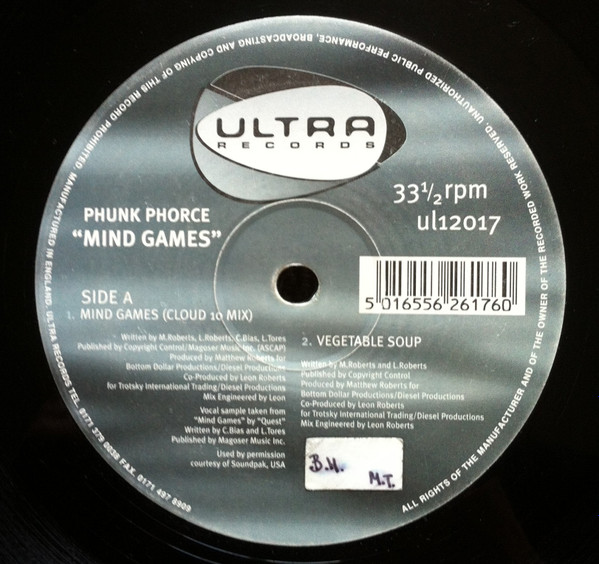 ULTRA
RECORDS
33½rpm
ul12017
PHUNK PHORCE
“MIND GAMES”
5 016556 261760
SIDE A
1. MIND GAMES (CLOUD 10 MIX)
Written by M.Roberts, L.Roberts, C.Bias, L.Tores
Published by Copyright Control/Magoser Music Inc. (ASCAP)
Produced by Matthew Roberts for
Bottom Dollar Productions/Diesel Productions
Co-Produced by Leon Roberts
for Trotsky International Trading/Diesel Productions
Mix Engineered by Leon
Vocal sample taken from
“Mind Games” by “Quest”
Written by C.Bias and L.Tores
Published by Magoser Music Inc.
Used by permission
courtesy of Soundpak, USA
2. VEGETABLE SOUP
Written by M.Roberts and L.Roberts
Published by Copyright Control
Produced by Matthew Roberts for
Bottom Dollar Productions/Diesel Productions
Co-Produced by Leon Roberts
for Trotsky International Trading/Diesel Productions
Mix Engineered by Leon Roberts
B.H.
M.T.
ALL RIGHTS OF THE MANUFACTURER AND OF THE OWNER OF THE RECORDED WORK RESERVED. UNAUTHORIZED PUBLIC PERFORMANCE, BROADCASTING AND COPYING OF THIS RECORD PROHIBITED. MANUFACTURED IN ENGLAND. ULTRA RECORDS TEL. 0171 379 0038 FAX. 0171 497 8909